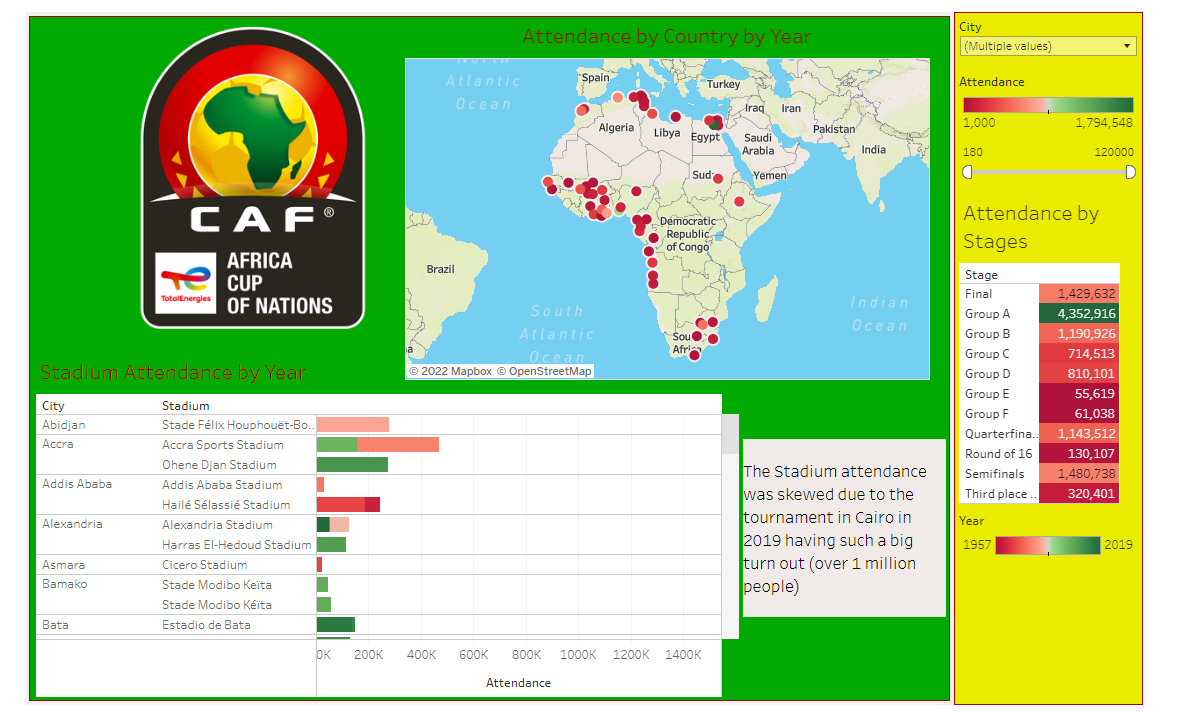 CAF®
TotalEnergies
AFRICA
CUP
OF NATIONS
Attendance by Country by Year
North
Atlantic
Ocean
Spain
Turkey
Iraq
Iran
Algeria
Libya
Egypt
Pakistan
Saudi
Arabia
India
Sud
Yemen
Democratic
Republic
of Congo
Brazil
South
Atlantic
Ocean
Indian
Ocean
Sou
Africa
a
© 2022 Mapbox © OpenStreetMap
Stadium Attendance by Year
City Stadium
Abidjan Stade Félix Houphouët-Bo..
Accra Accra Sports Stadium
Ohene Djan Stadium
Addis Ababa Addis Ababa Stadium
Hailé Sélassié Stadium
Alexandria Alexandria Stadium
Harras El-Hedoud Stadium
Asmara Cicero Stadium
Bamako Stade Modibo Keïta
Stade Modibo Kéïta
Bata Estadio de Bata
0K 200K 400K 600K 800K 1000K 1200K 1400K
Attendance
The Stadium attendance
was skewed due to the
tournament in Cairo in
2019 having such a big
turn out (over 1 million
people)
City
(Multiple values)
Attendance
1,000 1,794,548
180 120000
Attendance by
Stages
Stage
Final 1,429,632
Group A 4,352,916
Group B 1,190,926
Group C 714,513
Group D 810,101
Group E 55,619
Group F 61,038
Quarterfina.. 1,143,512
Round of 16 130,107
Semifinals 1,480,738
Third place .. 320,401
Year
1957 2019